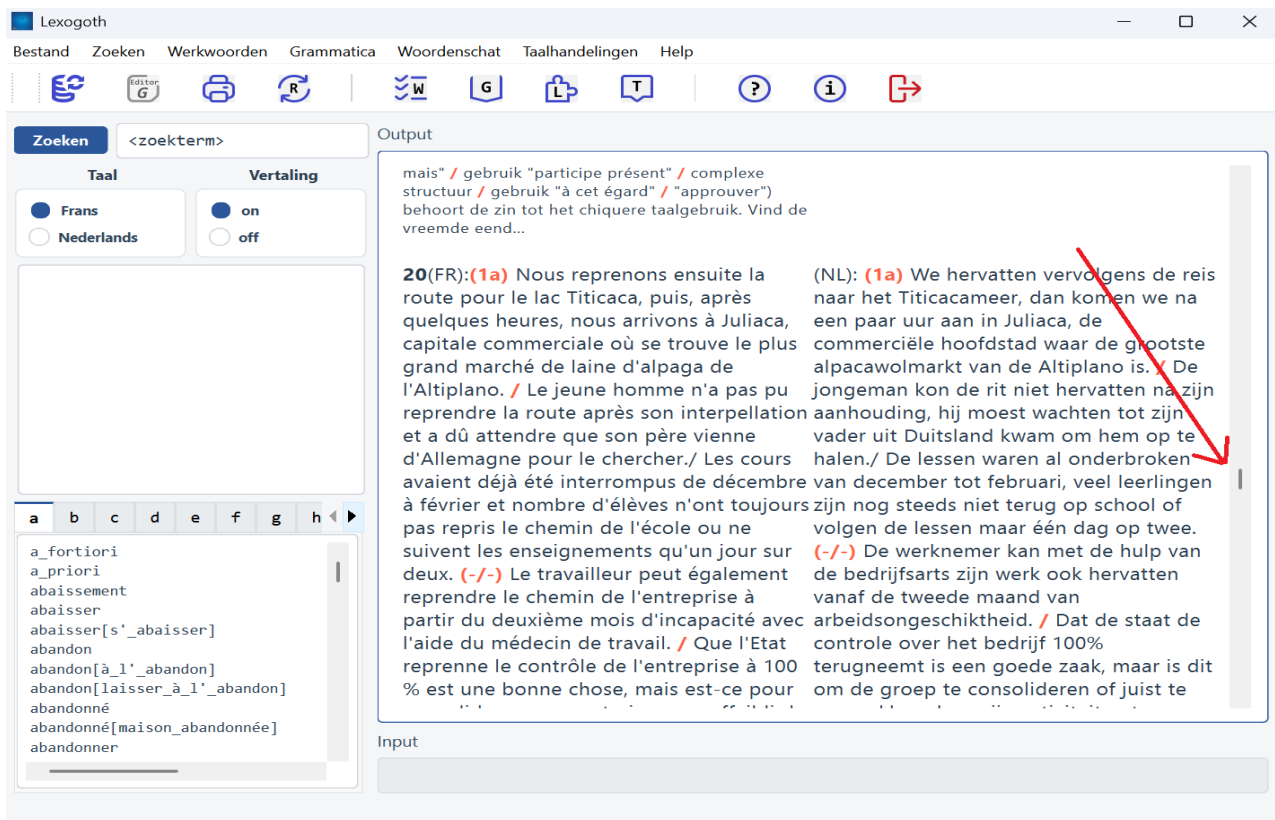 Lexogoth
Bestand Zoeken Werkwoorden Grammatica Woordenschat Taalhandelingen Help
Editor G R W G L T ? i
Zoeken <zoekterm>
Taal Vertaling
Frans on
Nederlands off
a b c d e f g h
a_fortiori
a_priori
abaissement
abaisser
abaisser[s'_abaisser]
abandon
abandon[à_l'_abandon]
abandon[laisser_à_l'_abandon]
abandonné
abandonné[maison_abandonnée]
abandonner
Output
mais" / gebruik "participe présent" / complexe
structuur / gebruik "à cet égard" / "approuver")
behoort de zin tot het chiquere taalgebruik. Vind de
vreemde eend...
20(FR):(1a) Nous reprenons ensuite la
route pour le lac Titicaca, puis, après
quelques heures, nous arrivons à Juliaca,
capitale commerciale où se trouve le plus
grand marché de laine d'alpaga de
l'Altiplano. / Le jeune homme n'a pas pu
reprendre la route après son interpellation
et a dû attendre que son père vienne
d'Allemagne pour le chercher./ Les cours
avaient déjà été interrompus de décembre
à février et nombre d'élèves n'ont toujours
pas repris le chemin de l'école ou ne
suivent les enseignements qu'un jour sur
deux. (-/-) Le travailleur peut également
reprendre le chemin de l'entreprise à
partir du deuxième mois d'incapacité avec
l'aide du médecin de travail. / Que l'Etat
reprenne le contrôle de l'entreprise à 100
% est une bonne chose, mais est-ce pour
(NL): (1a) We hervatten vervolgens de reis
naar het Titicacameer, dan komen we na
een paar uur aan in Juliaca, de
commerciële hoofdstad waar de grootste
alpacawolmarkt van de Altiplano is. / De
jongeman kon de rit niet hervatten na zijn
aanhouding, hij moest wachten tot zijn
vader uit Duitsland kwam om hem op te
halen./ De lessen waren al onderbroken
van december tot februari, veel leerlingen
zijn nog steeds niet terug op school of
volgen de lessen maar één dag op twee.
(-/-) De werknemer kan met de hulp van
de bedrijfsarts zijn werk ook hervatten
vanaf de tweede maand van
arbeidsongeschiktheid. / Dat de staat de
controle over het bedrijf 100%
terugneemt is een goede zaak, maar is dit
om de groep te consolideren of juist te
Input